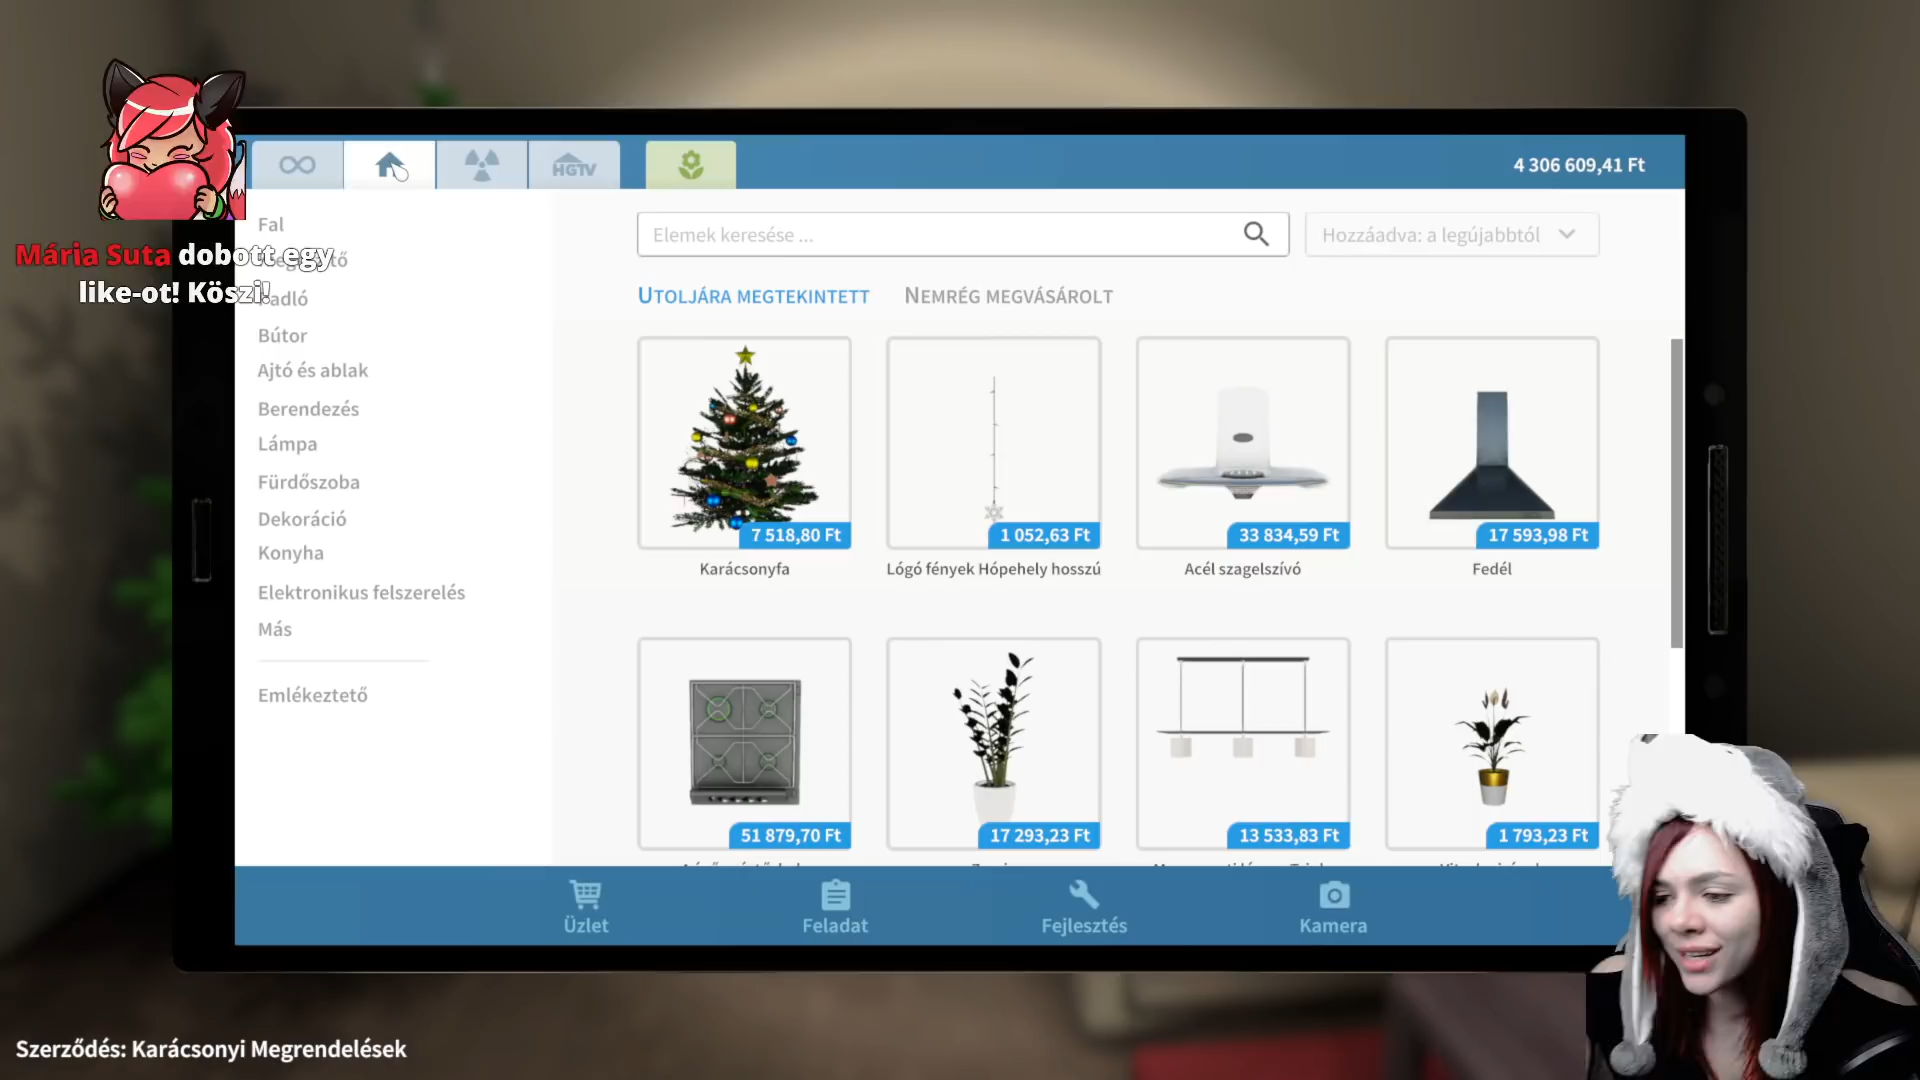 HGTV
4 306 609,41 Ft
Fal
Mária Suta dobott egy
like-ot! Köszi!
Bútor
Ajtó és ablak
Berendezés
Lámpa
Fürdőszoba
Dekoráció
Konyha
Elektronikus felszerelés
Más
Emlékeztető
Elemek keresése ...
Hozzáadva: a legújabbtól
UTOLJÁRA MEGTEKINTETT
NEMRÉG MEGVÁSÁROLT
7 518,80 Ft
1 052,63 Ft
33 834,59 Ft
17 593,98 Ft
Karácsonyfa
Lógó fények Hópehely hosszú
Acél szagelszívó
Fedél
51 879,70 Ft
17 293,23 Ft
13 533,83 Ft
1 793,23 Ft
Üzlet
Feladat
Fejlesztés
Kamera
Szerződés: Karácsonyi Megrendelések